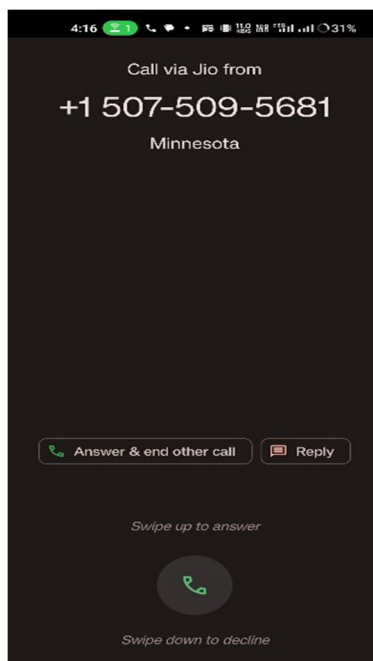 4:16 1 31%
Call via Jio from
+1 507-509-5681
Minnesota
Answer & end other call
Reply
Swipe up to answer
Swipe down to decline